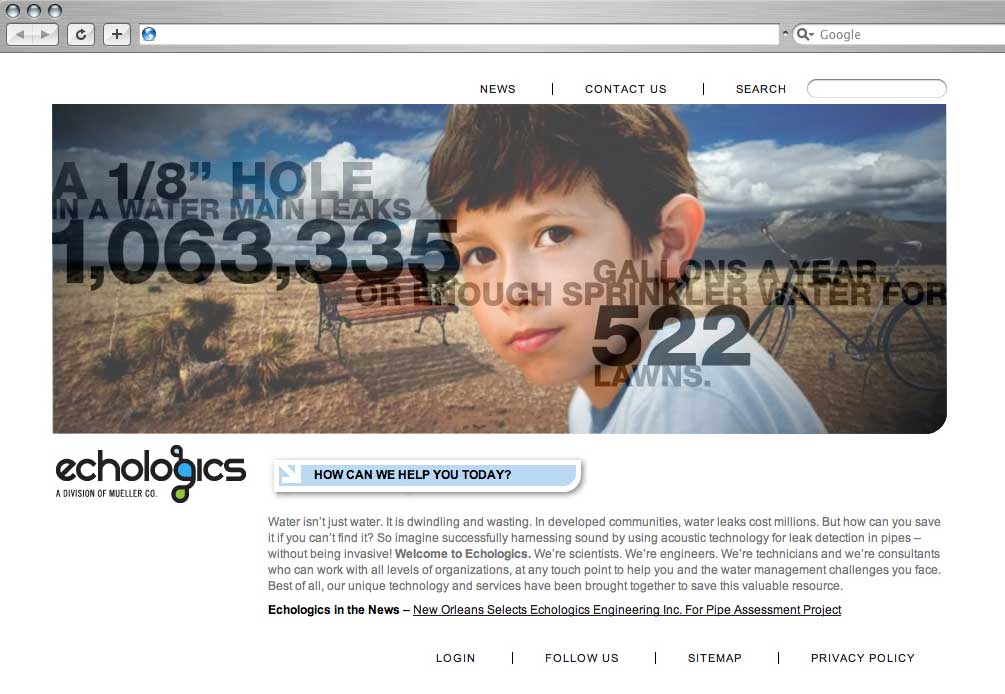 Google
NEWS | CONTACT US | SEARCH
A 1/8” HOLE
IN A WATER MAIN LEAKS
1,063,335
GALLONS A YEAR
OR ENOUGH SPRINKLER WATER FOR
522
LAWNS.
echologics
A DIVISION OF MUELLER CO.
HOW CAN WE HELP YOU TODAY?
Water isn’t just water. It is dwindling and wasting. In developed communities, water leaks cost millions. But how can you save
it if you can’t find it? So imagine successfully harnessing sound by using acoustic technology for leak detection in pipes –
without being invasive! Welcome to Echologics. We’re scientists. We’re engineers. We’re technicians and we’re consultants
who can work with all levels of organizations, at any touch point to help you and the water management challenges you face.
Best of all, our unique technology and services have been brought together to save this valuable resource.
Echologics in the News – New Orleans Selects Echologics Engineering Inc. For Pipe Assessment Project
LOGIN | FOLLOW US | SITEMAP | PRIVACY POLICY